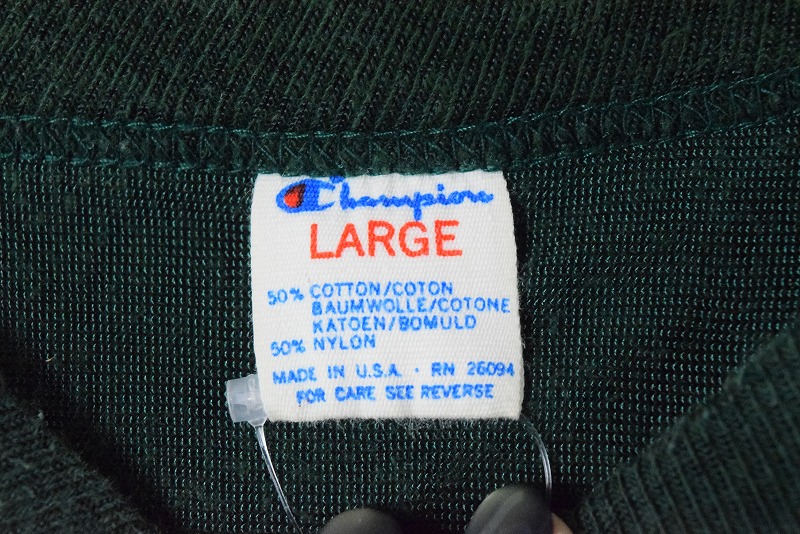 Champion
LARGE
50% COTTON/COTON
BAUMWOLLE/COTONE
KATOEN/BOMULD
50% NYLON
MADE IN U.S.A. · RN 26094
FOR CARE SEE REVERSE